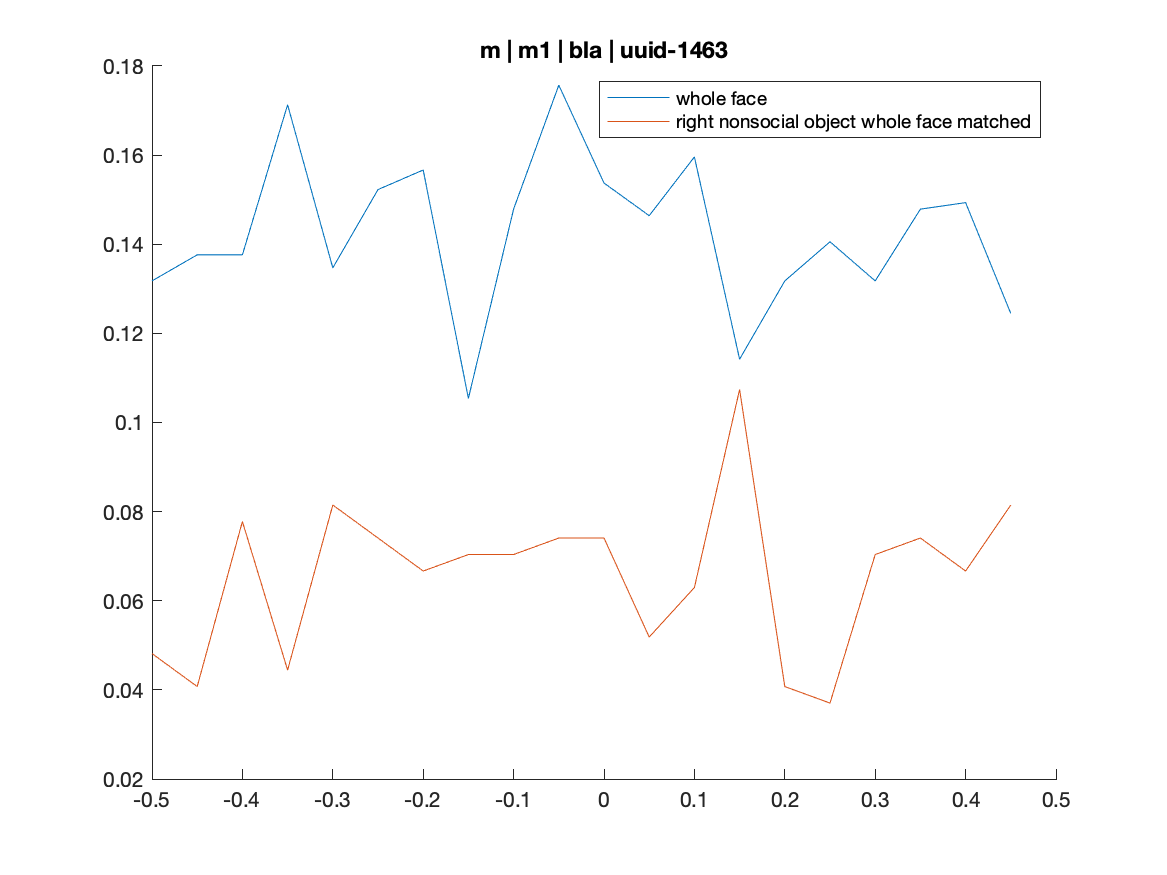 m | m1 | bla | uuid-1463
0.18
whole face
right nonsocial object whole face matched
0.16
0.14
0.12
0.1
0.08
0.06
0.04
0.02
-0.5 -0.4 -0.3 -0.2 -0.1 0 0.1 0.2 0.3 0.4 0.5